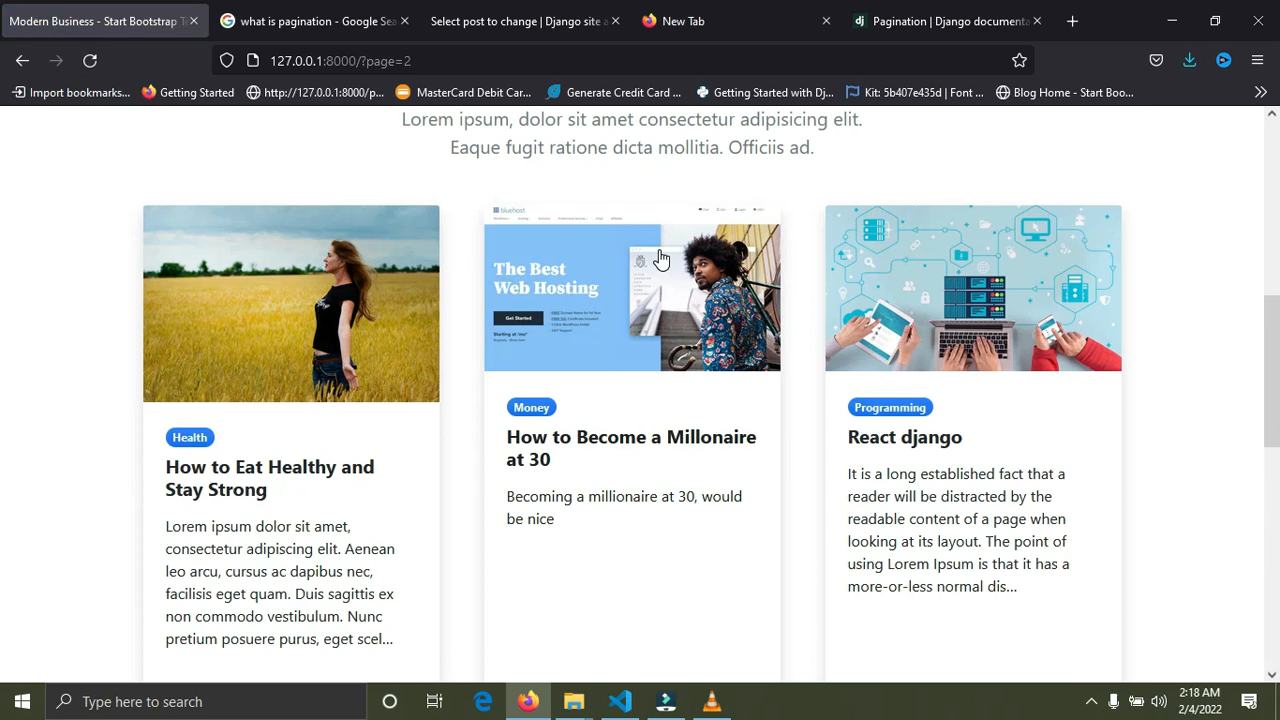 Modern Business - Start Bootstrap T
what is pagination - Google Sea
Select post to change | Django site a
New Tab
Pagination | Django documenta
127.0.0.1:8000/?page=2
Import bookmarks...
Getting Started
http://127.0.0.1:8000/p...
MasterCard Debit Car...
Generate Credit Card ...
Getting Started with Dj...
Kit: 5b407e435d | Font ...
Blog Home - Start Boo...
Lorem ipsum, dolor sit amet consectetur adipisicing elit.
Eaque fugit ratione dicta mollitia. Officiis ad.
bluehost
The Best
Web Hosting
Get Started
Health
How to Eat Healthy and
Stay Strong
Lorem ipsum dolor sit amet,
consectetur adipiscing elit. Aenean
leo arcu, cursus ac dapibus nec,
facilisis eget quam. Duis sagittis ex
non commodo vestibulum. Nunc
pretium posuere purus, eget scel...
Money
How to Become a Millonaire
at 30
Becoming a millionaire at 30, would
be nice
Programming
React django
It is a long established fact that a
reader will be distracted by the
readable content of a page when
looking at its layout. The point of
using Lorem Ipsum is that it has a
more-or-less normal dis...
Type here to search
2:18 AM
2/4/2022